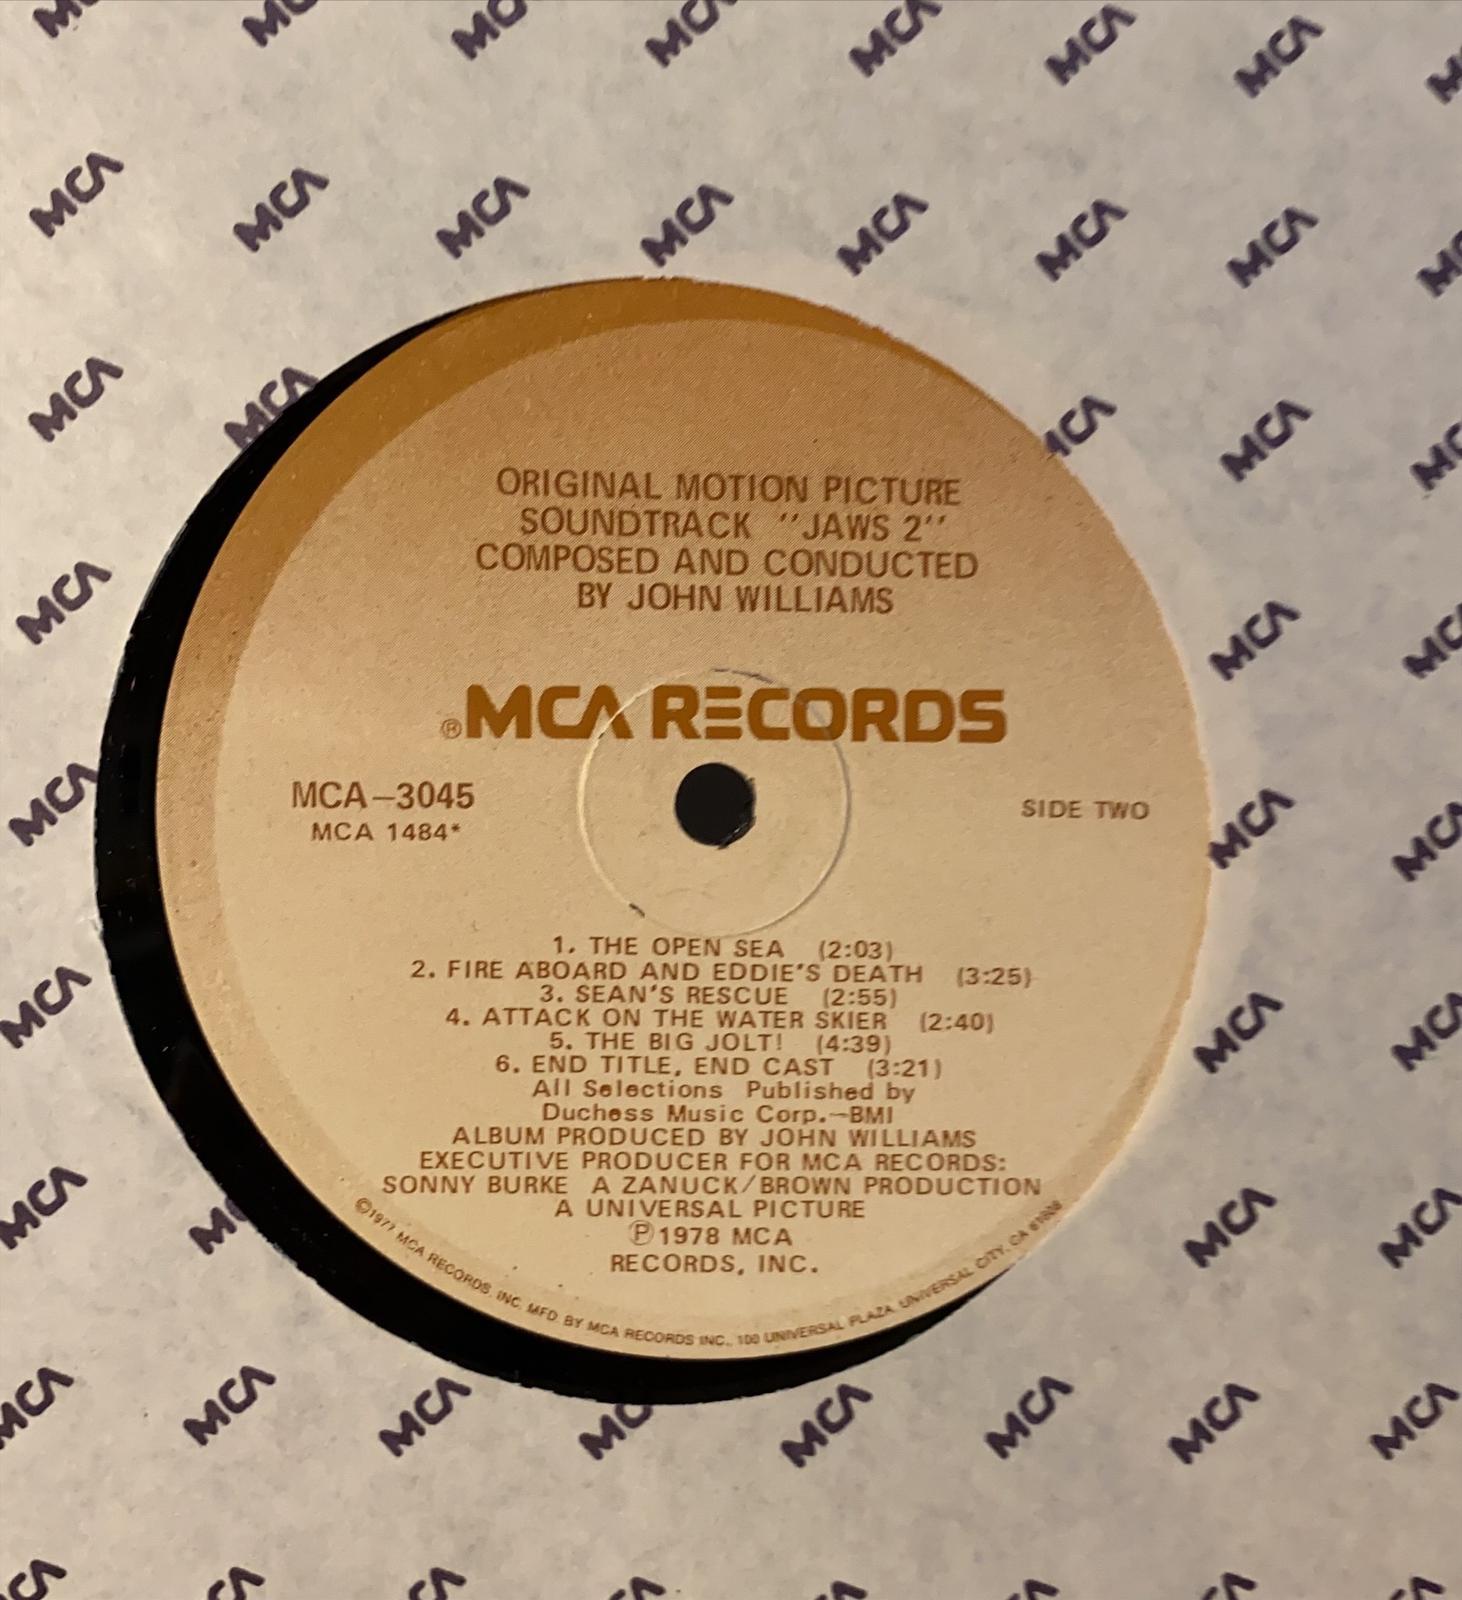 ORIGINAL MOTION PICTURE
SOUNDTRACK "JAWS 2"
COMPOSED AND CONDUCTED
BY JOHN WILLIAMS
®MCA RECORDS
MCA-3045
MCA 1484*
SIDE TWO
1. THE OPEN SEA (2:03)
2. FIRE ABOARD AND EDDIE'S DEATH (3:25)
3. SEAN'S RESCUE (2:55)
4. ATTACK ON THE WATER SKIER (2:40)
5. THE BIG JOLT! (4:39)
6. END TITLE, END CAST (3:21)
All Selections Published by
Duchess Music Corp.—BMI
ALBUM PRODUCED BY JOHN WILLIAMS
EXECUTIVE PRODUCER FOR MCA RECORDS:
SONNY BURKE A ZANUCK/BROWN PRODUCTION
A UNIVERSAL PICTURE
Ⓟ1978 MCA
RECORDS, INC.
©1977 MCA RECORDS, INC. MFD. BY MCA RECORDS INC., 100 UNIVERSAL PLAZA, UNIVERSAL CITY, CA
MCA